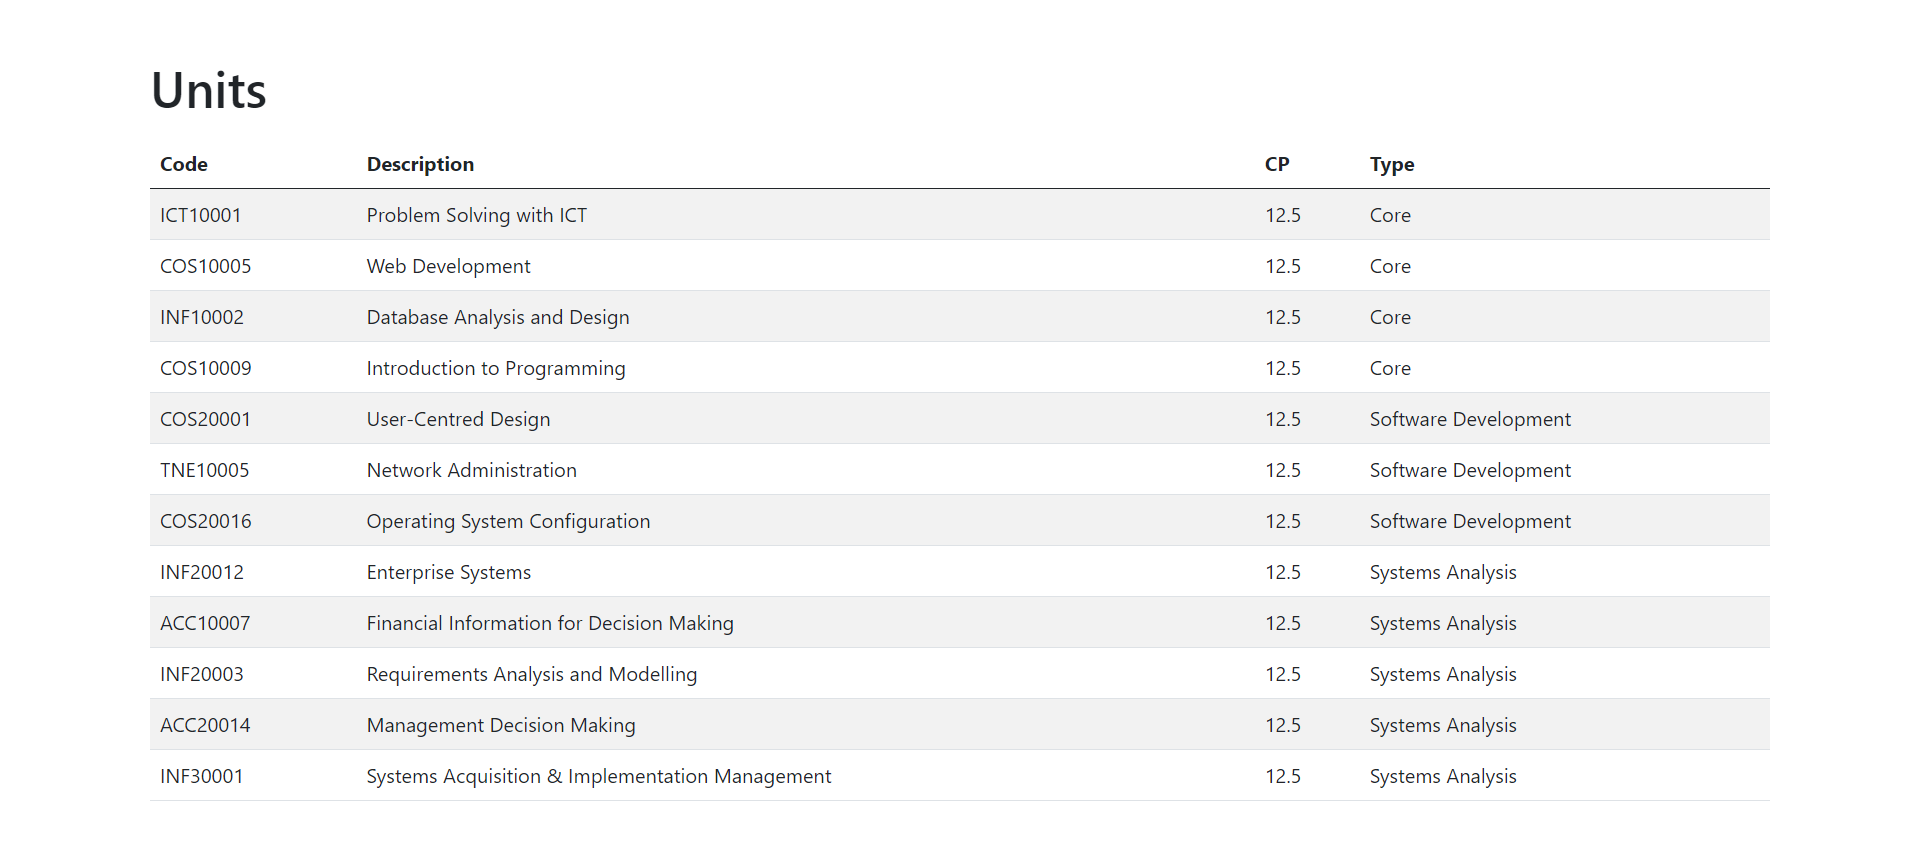 Units
Code Description CP Type
ICT10001 Problem Solving with ICT 12.5 Core
COS10005 Web Development 12.5 Core
INF10002 Database Analysis and Design 12.5 Core
COS10009 Introduction to Programming 12.5 Core
COS20001 User-Centred Design 12.5 Software Development
TNE10005 Network Administration 12.5 Software Development
COS20016 Operating System Configuration 12.5 Software Development
INF20012 Enterprise Systems 12.5 Systems Analysis
ACC10007 Financial Information for Decision Making 12.5 Systems Analysis
INF20003 Requirements Analysis and Modelling 12.5 Systems Analysis
ACC20014 Management Decision Making 12.5 Systems Analysis
INF30001 Systems Acquisition & Implementation Management 12.5 Systems Analysis